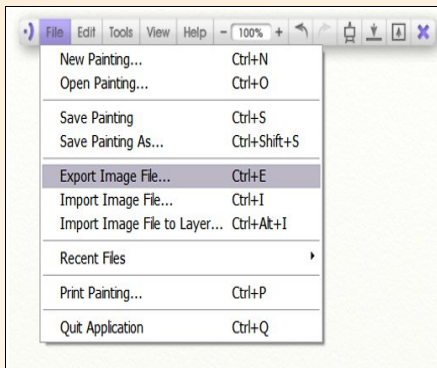 File Edit Tools View Help - 100% +
New Painting... Ctrl+N
Open Painting... Ctrl+O
Save Painting Ctrl+S
Save Painting As... Ctrl+Shift+S
Export Image File... Ctrl+E
Import Image File... Ctrl+I
Import Image File to Layer... Ctrl+Alt+I
Recent Files
Print Painting... Ctrl+P
Quit Application Ctrl+Q